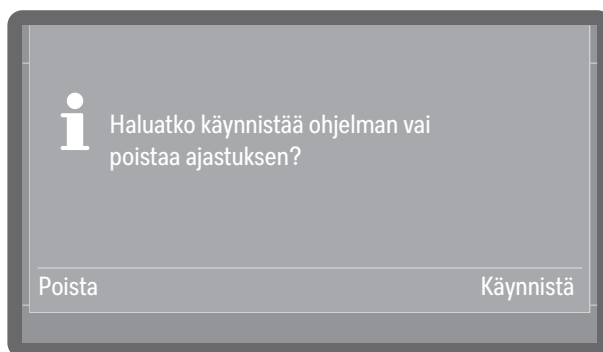 Haluatko käynnistää ohjelman vai
poistaa ajastuksen?
Poista Käynnistä